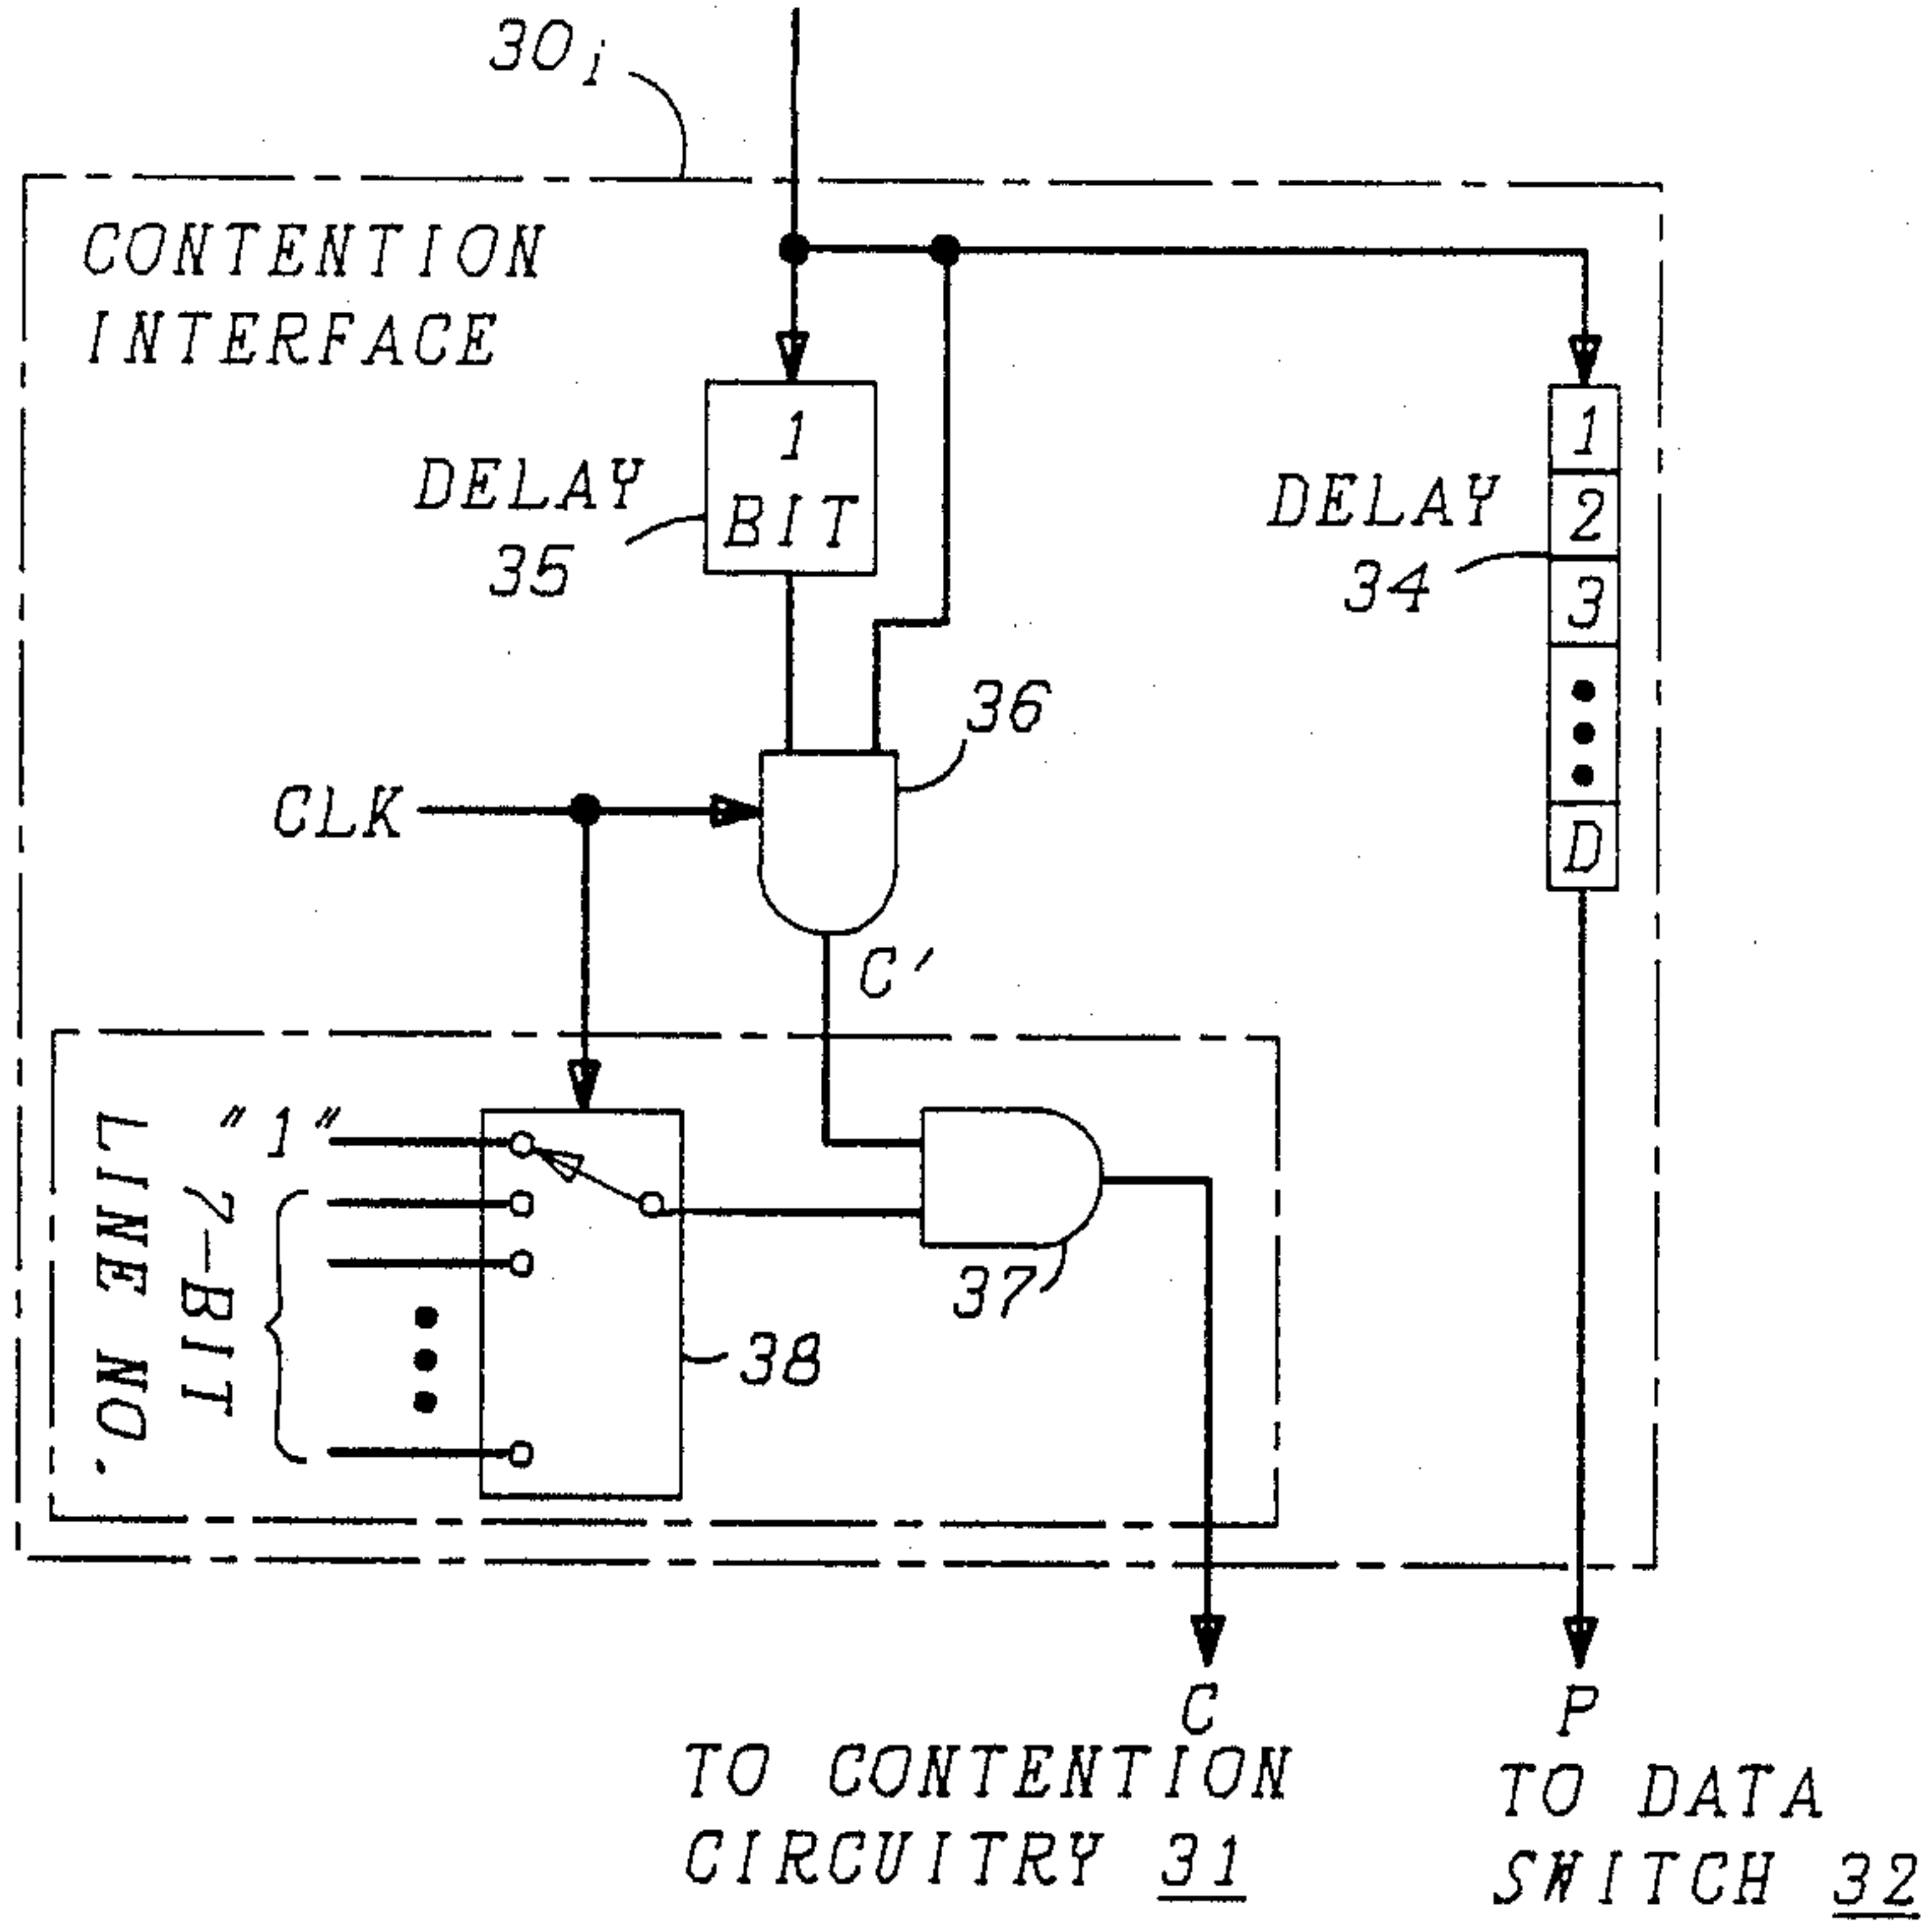 30i
CONTENTION
INTERFACE
1
BIT
DELAY
35
DELAY
34
1
2
3
D
36
CLK
C'
"1"
7-BIT
LINE NO.
37
38
C
TO CONTENTION
CIRCUITRY 31
P
TO DATA
SWITCH 32